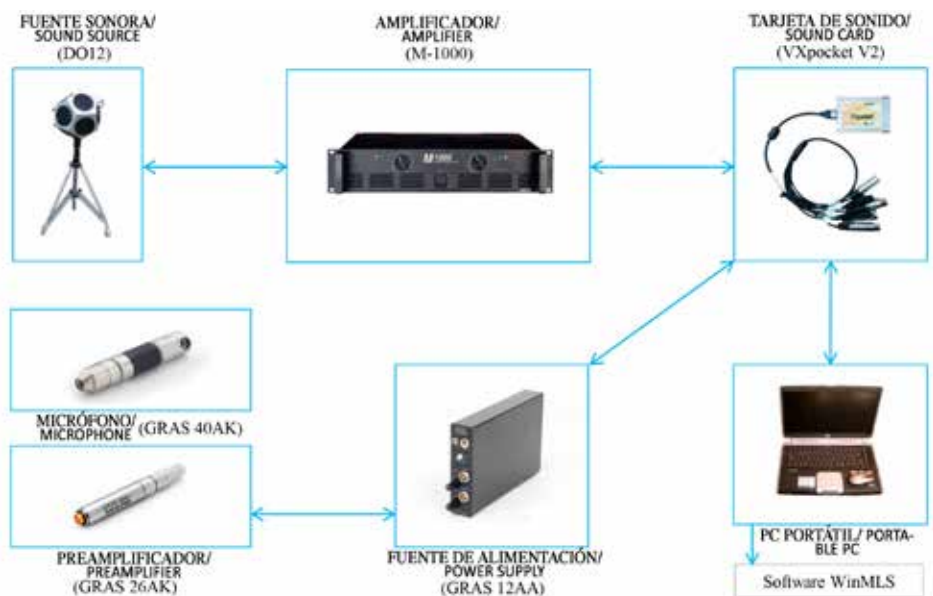 FUENTE SONORA/
SOUND SOURCE
(DO12)
AMPLIFICADOR/
AMPLIFIER
(M-1000)
TARJETA DE SONIDO/
SOUND CARD
(VXpocket V2)
MICRÓFONO/
MICROPHONE (GRAS 40AK)
PREAMPLIFICADOR/
PREAMPLIFIER
(GRAS 26AK)
FUENTE DE ALIMENTACIÓN/
POWER SUPPLY
(GRAS 12AA)
PC PORTÁTIL/ PORTA-
BLE PC
Software WinMLS